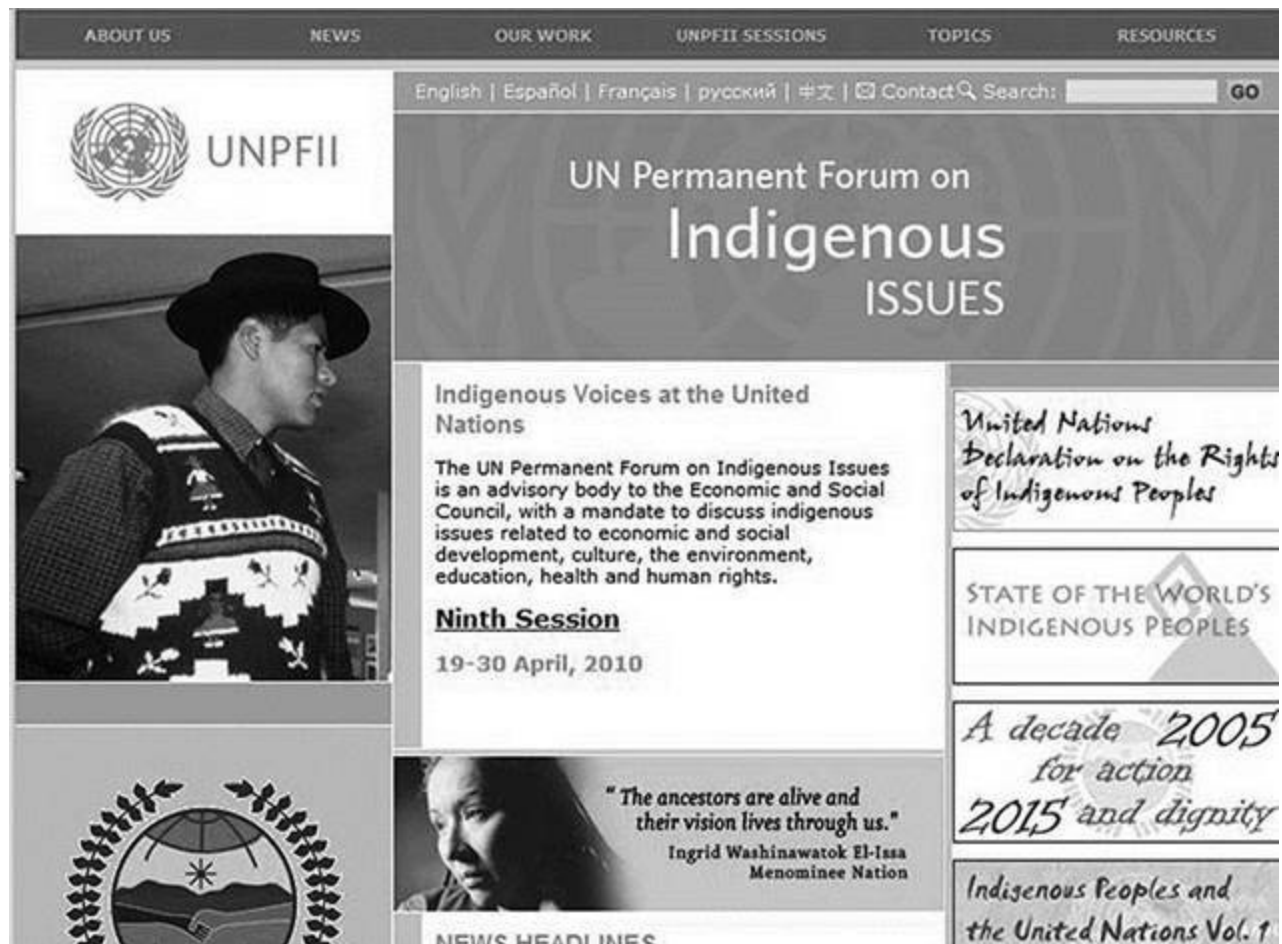 ABOUT US NEWS OUR WORK UNPFII SESSIONS TOPICS RESOURCES
English | Español | Français | русский | 中文 | Contact Search: GO
UNPFII
UN Permanent Forum on
Indigenous
ISSUES
Indigenous Voices at the United
Nations
The UN Permanent Forum on Indigenous Issues
is an advisory body to the Economic and Social
Council, with a mandate to discuss indigenous
issues related to economic and social
development, culture, the environment,
education, health and human rights.
Ninth Session
19-30 April, 2010
"The ancestors are alive and
their vision lives through us."
Ingrid Washinawatok El-Issa
Menominee Nation
NEWS HEADLINES
United Nations
Declaration on the Rights
of Indigenous Peoples
STATE OF THE WORLD'S
INDIGENOUS PEOPLES
A decade 2005
for action
2015 and dignity
Indigenous Peoples and
the United Nations Vol. 1